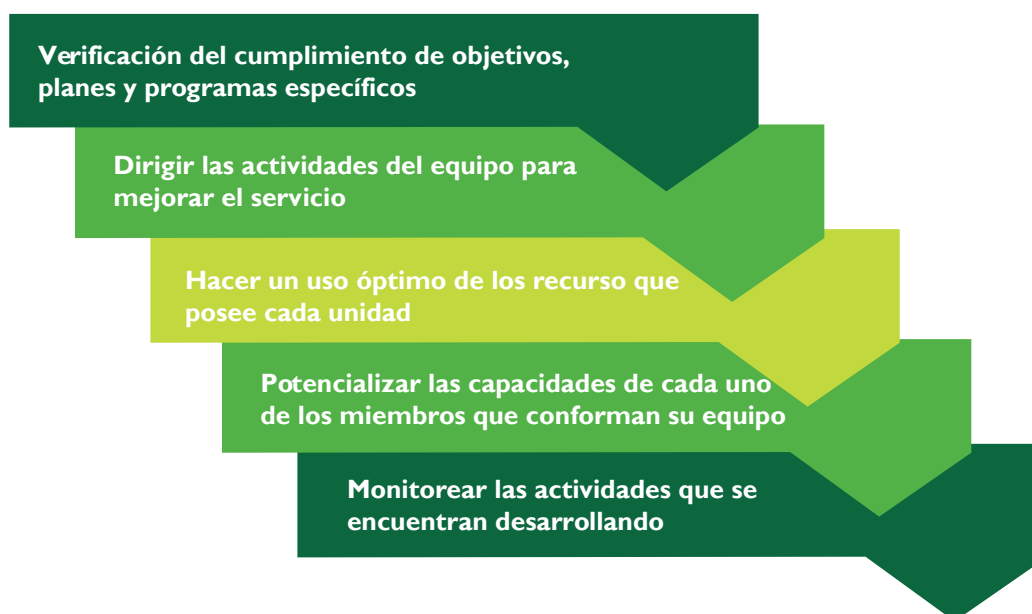 Verificación del cumplimiento de objetivos,
planes y programas específicos
Dirigir las actividades del equipo para
mejorar el servicio
Hacer un uso óptimo de los recurso que
posee cada unidad
Potencializar las capacidades de cada uno
de los miembros que conforman su equipo
Monitorear las actividades que se
encuentran desarrollando